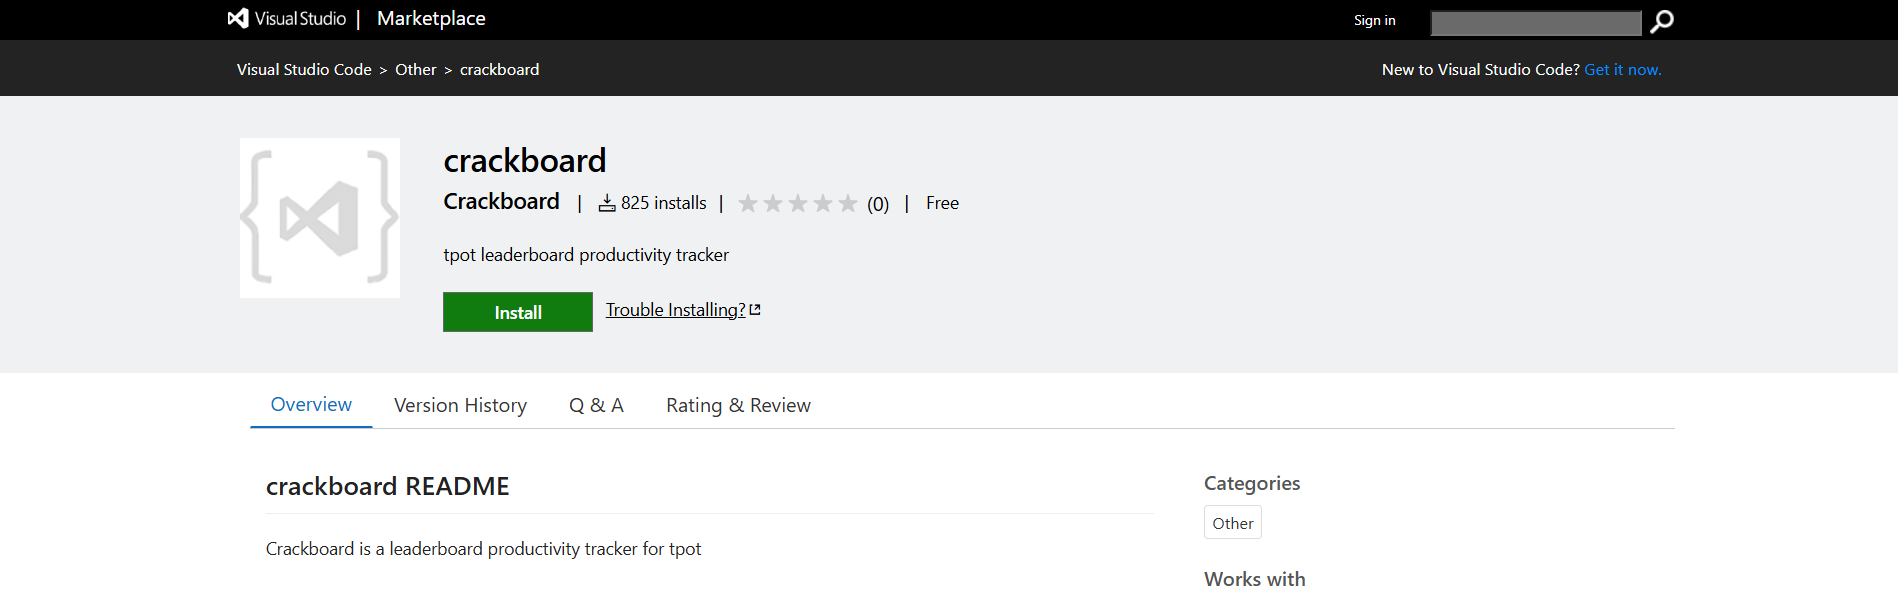 Visual Studio | Marketplace Sign in
Visual Studio Code > Other > crackboard New to Visual Studio Code? Get it now.
crackboard
Crackboard | 825 installs | (0) | Free
tpot leaderboard productivity tracker
Install Trouble Installing?
Overview Version History Q & A Rating & Review
crackboard README
Crackboard is a leaderboard productivity tracker for tpot
Categories
Other
Works with